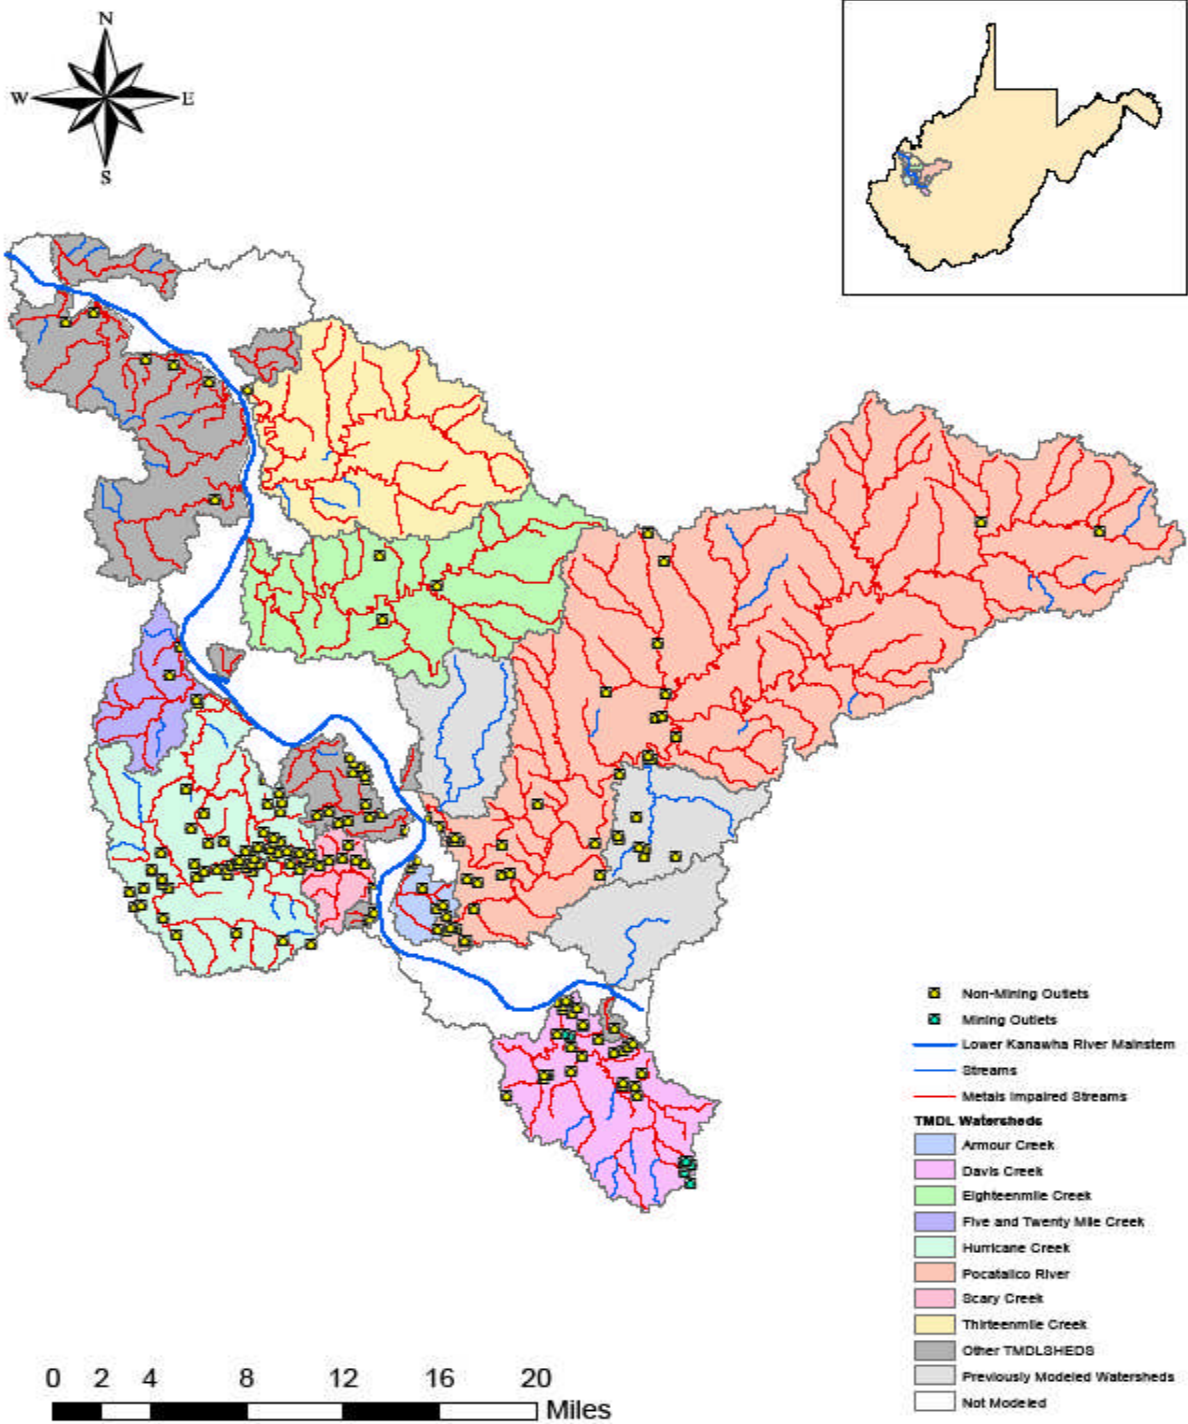 N
W E
S
Non-Mining Outlets
Mining Outlets
Lower Kanawha River Mainstem
Streams
Metals Impaired Streams
TMDL Watersheds
Armour Creek
Davis Creek
Eighteenmile Creek
Five and Twenty Mile Creek
Hurricane Creek
Pocatalico River
Scary Creek
Thirteenmile Creek
Other TMDLSHEDS
Previously Modeled Watersheds
Not Modeled
0 2 4 8 12 16 20
Miles